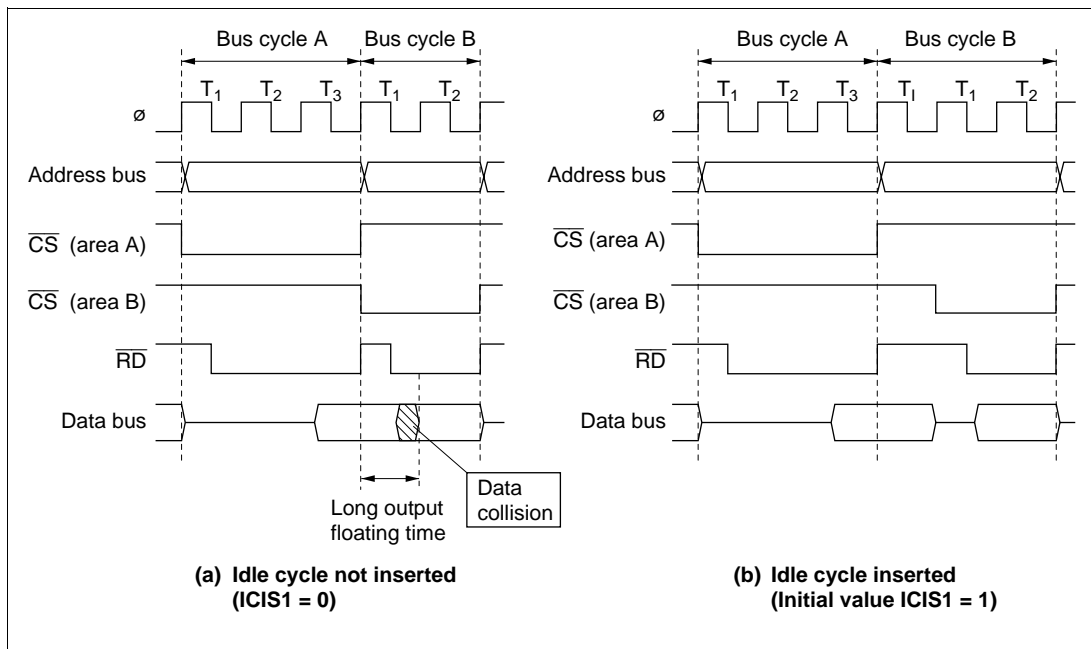 Bus cycle A
Bus cycle B
T1 T2 T3 T1 T2
ø
Address bus
CS (area A)
CS (area B)
RD
Data bus
Long output
floating time
Data
collision
(a) Idle cycle not inserted
(ICIS1 = 0)
Bus cycle A
Bus cycle B
T1 T2 T3 TI T1 T2
ø
Address bus
CS (area A)
CS (area B)
RD
Data bus
(b) Idle cycle inserted
(Initial value ICIS1 = 1)